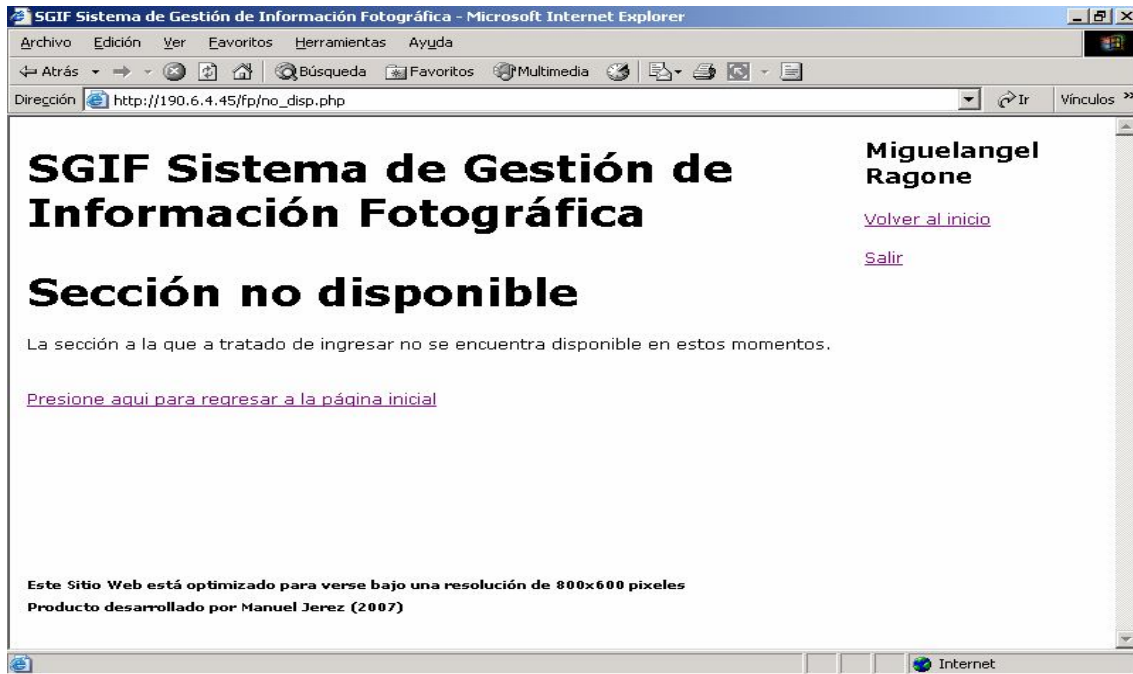 SGIF Sistema de Gestión de Información Fotográfica - Microsoft Internet Explorer
Archivo Edición Ver Favoritos Herramientas Ayuda
Atrás Búsqueda Favoritos Multimedia
Dirección http://190.6.4.45/fp/no_disp.php Ir Vínculos »
SGIF Sistema de Gestión de
Información Fotográfica
Miguelangel
Ragone
Volver al inicio
Salir
Sección no disponible
La sección a la que a tratado de ingresar no se encuentra disponible en estos momentos.
Presione aqui para regresar a la página inicial
Este Sitio Web está optimizado para verse bajo una resolución de 800x600 pixeles
Producto desarrollado por Manuel Jerez (2007)
Internet